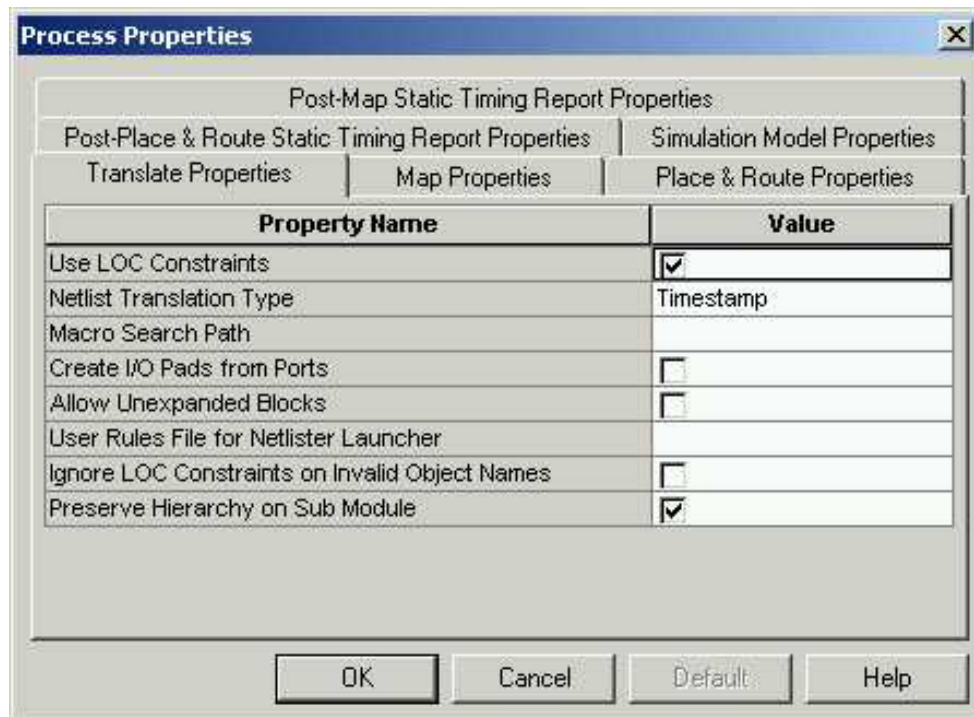 Process Properties
Post-Map Static Timing Report Properties
Post-Place & Route Static Timing Report Properties Simulation Model Properties
Translate Properties Map Properties Place & Route Properties
Property Name Value
Use LOC Constraints
Netlist Translation Type Timestamp
Macro Search Path
Create I/O Pads from Ports
Allow Unexpanded Blocks
User Rules File for Netlister Launcher
Ignore LOC Constraints on Invalid Object Names
Preserve Hierarchy on Sub Module
OK Cancel Default Help